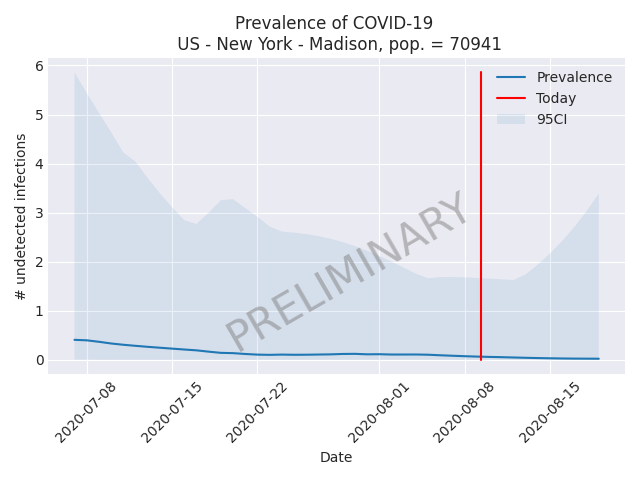 Prevalence of COVID-19
US - New York - Madison, pop. = 70941
6
5
4
3
2
1
0
# undetected infections
Prevalence
Today
95CI
PRELIMINARY
2020-07-08
2020-07-15
2020-07-22
2020-08-01
2020-08-08
2020-08-15
Date